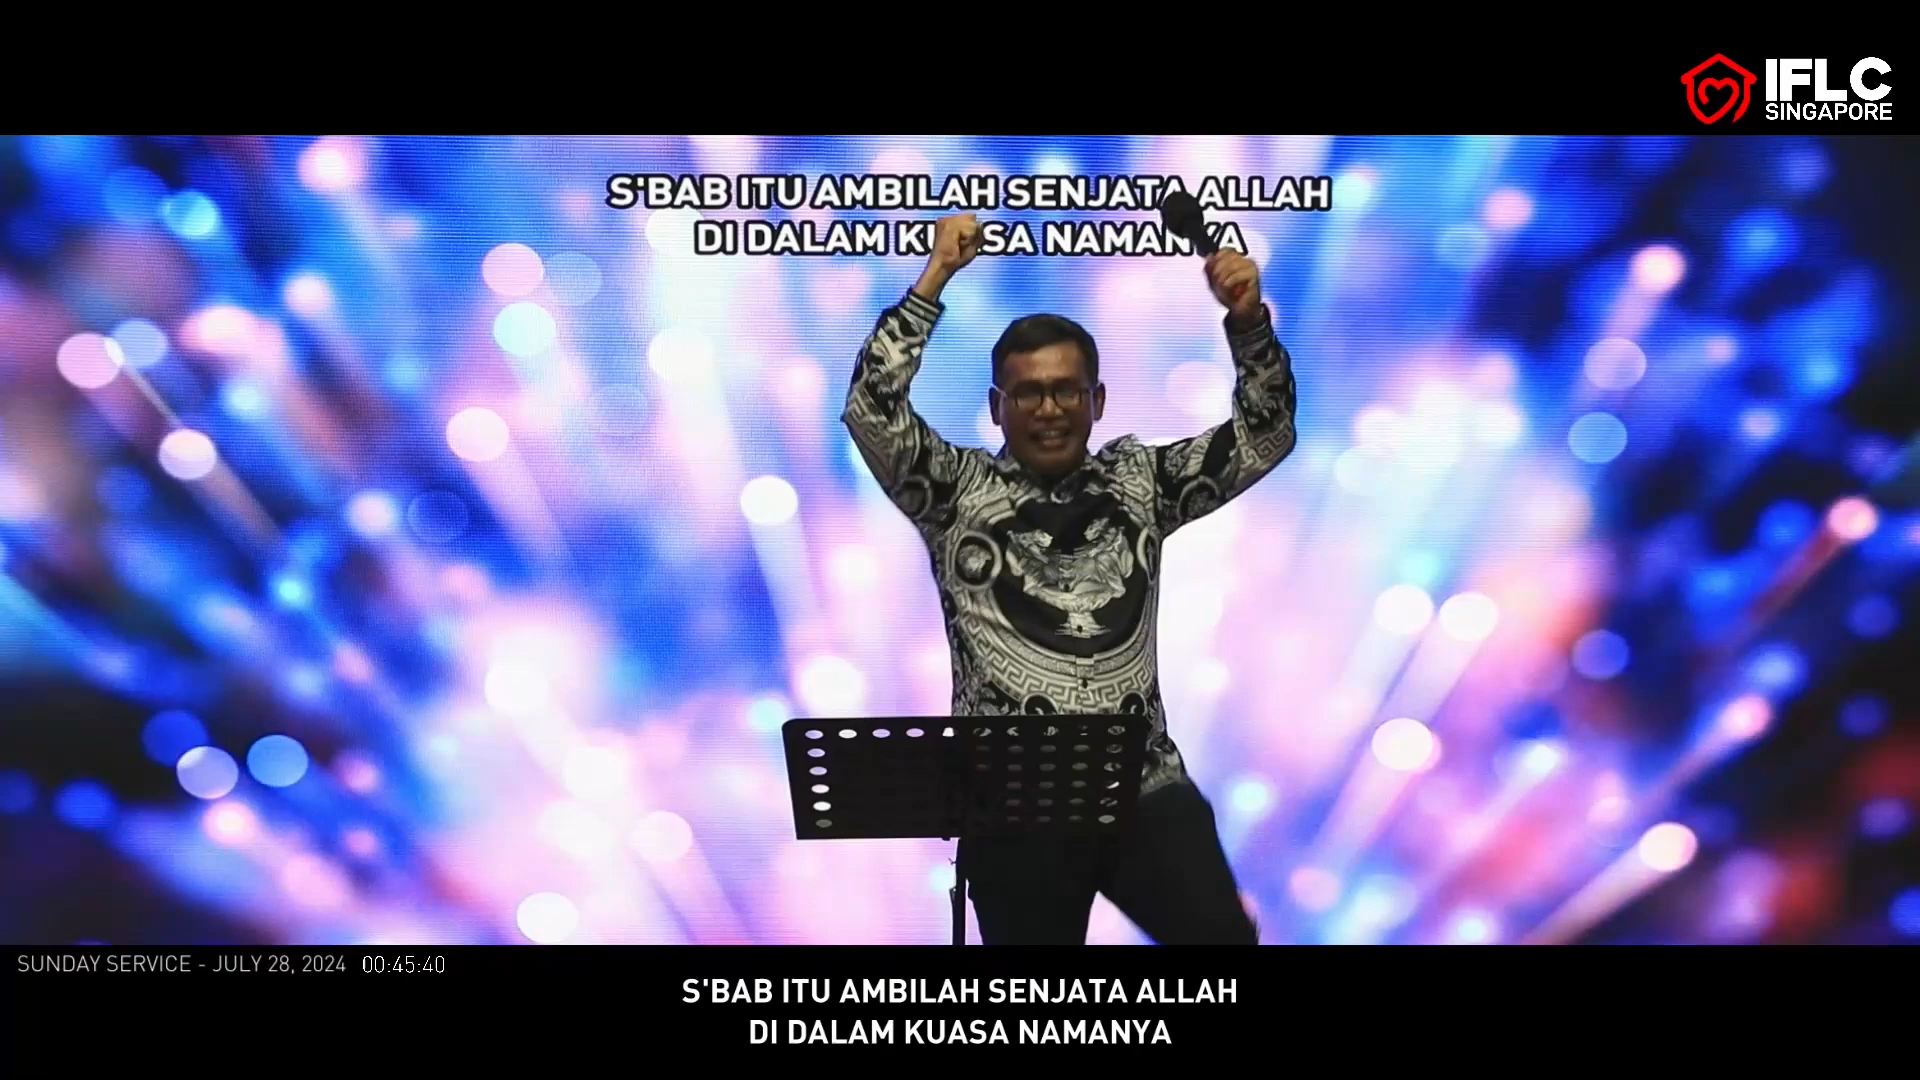 IFLC
SINGAPORE
S'BAB ITU AMBILAH SENJATA ALLAH
DI DALAM KUASA NAMANYA
SUNDAY SERVICE - JULY 28, 2024 00:45:40
S'BAB ITU AMBILAH SENJATA ALLAH
DI DALAM KUASA NAMANYA